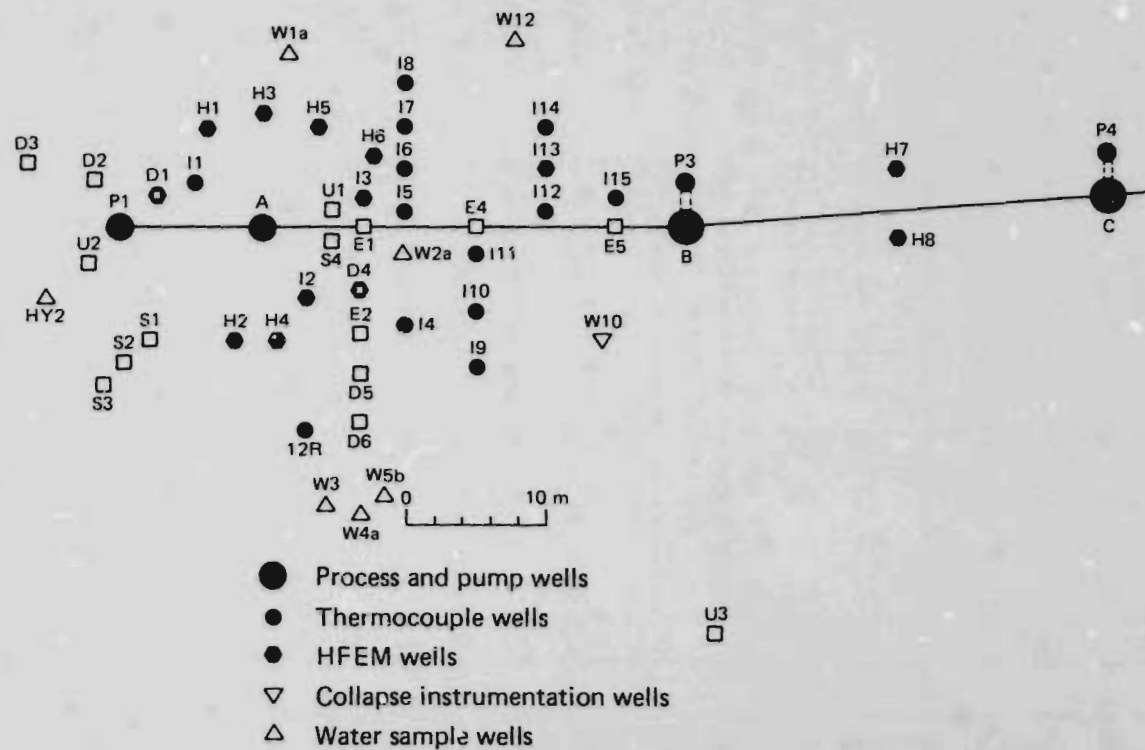 W12
W1a
I8
H3
H1
H5
I7
I14
D3
H6
P4
D2
D1
I1
I6
I13
P3
H7
I3
I5
I12
I15
P1
A
U1
E4
C
U2
S4
E1
W2a
I11
E5
B
H8
HY2
I2
D4
I10
S1
H2
H4
E2
I4
W10
S2
I9
S3
D5
12R
D6
W3
W5b
0 10 m
W4a
Process and pump wells
Thermocouple wells
HFEM wells
U3
Collapse instrumentation wells
Water sample wells